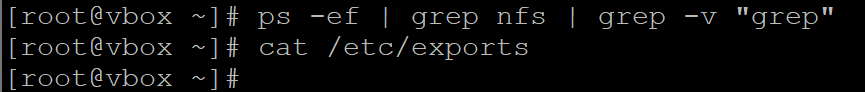 [root@vbox ~]# ps -ef | grep nfs | grep -v "grep"
[root@vbox ~]# cat /etc/exports
[root@vbox ~]#